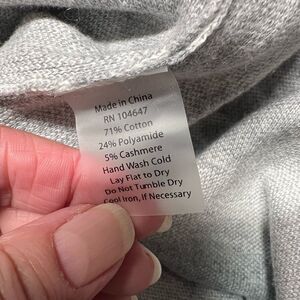 Made in China
RN 104647
71% Cotton
24% Polyamide
5% Cashmere
Hand Wash Cold
Lay Flat to Dry
Do Not Tumble Dry
Cool Iron, if Necessary